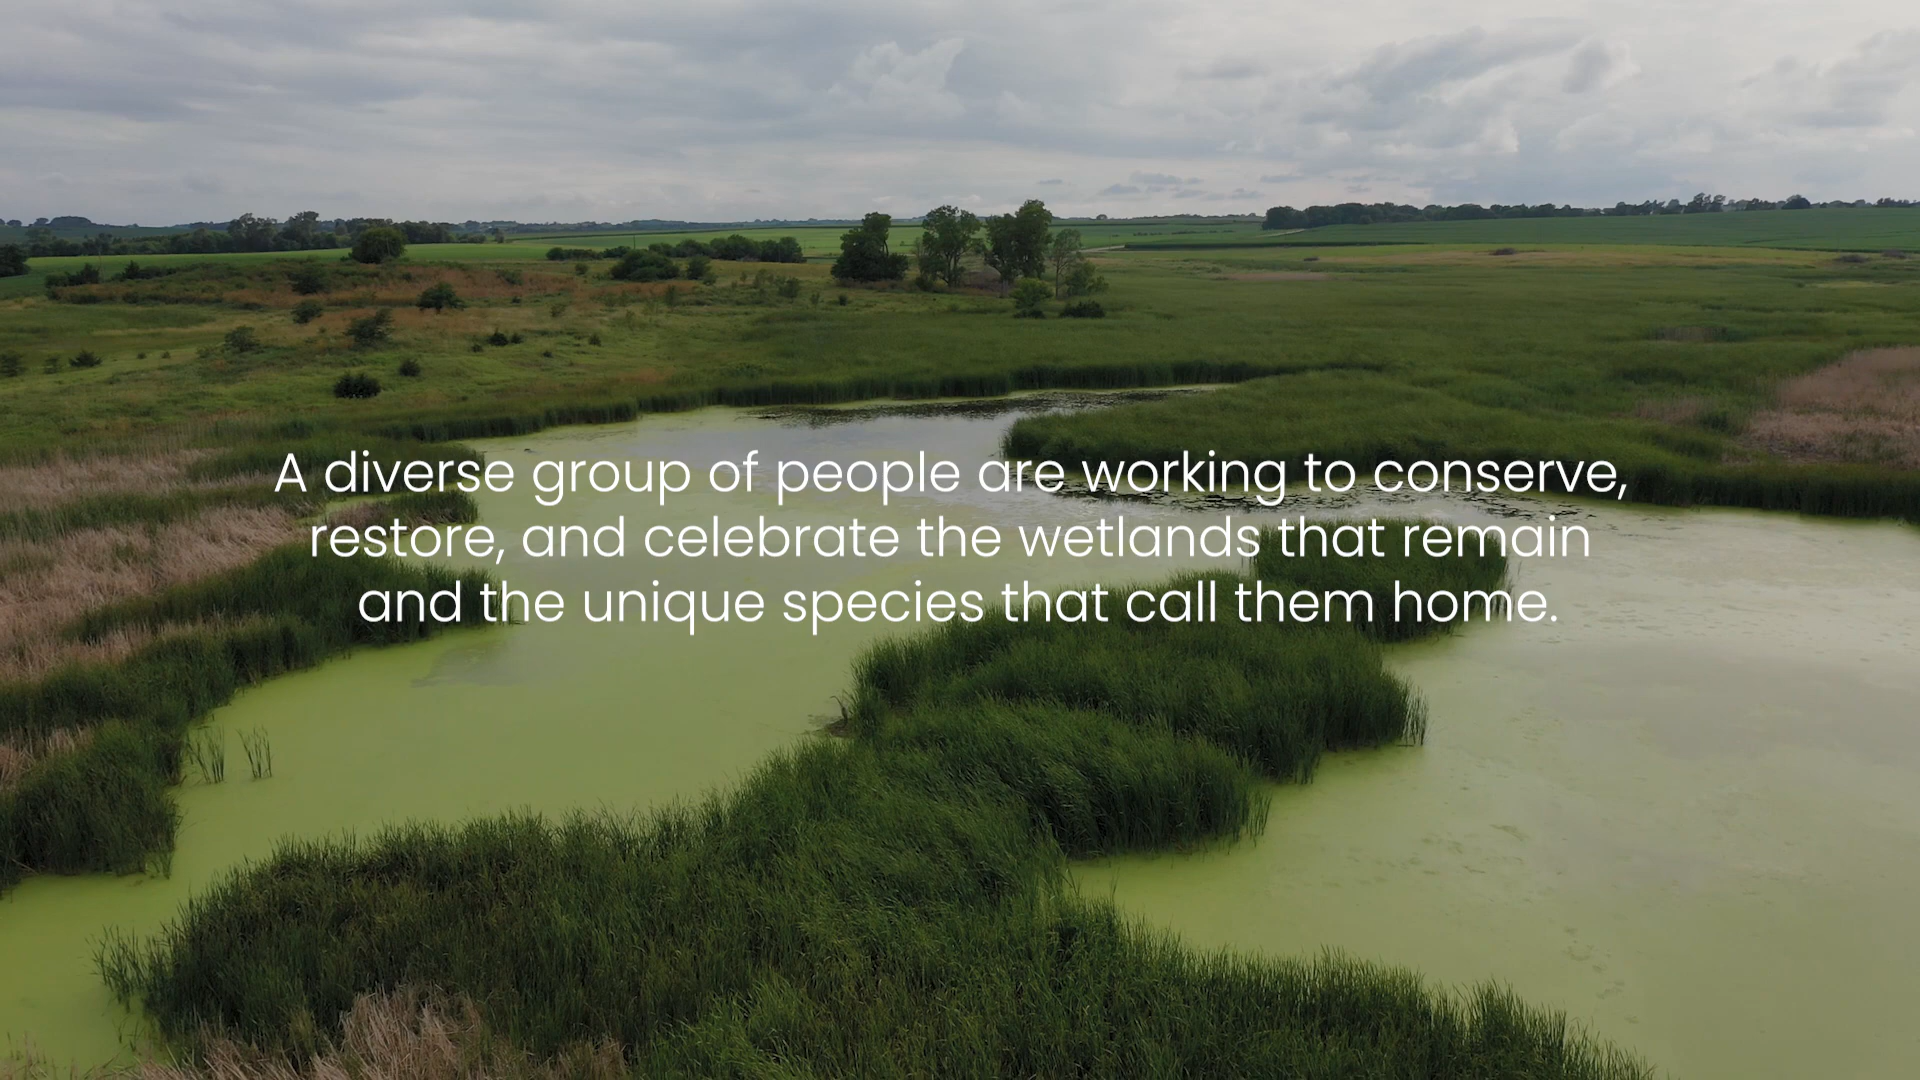 A diverse group of people are working to conserve,
restore, and celebrate the wetlands that remain
and the unique species that call them home.